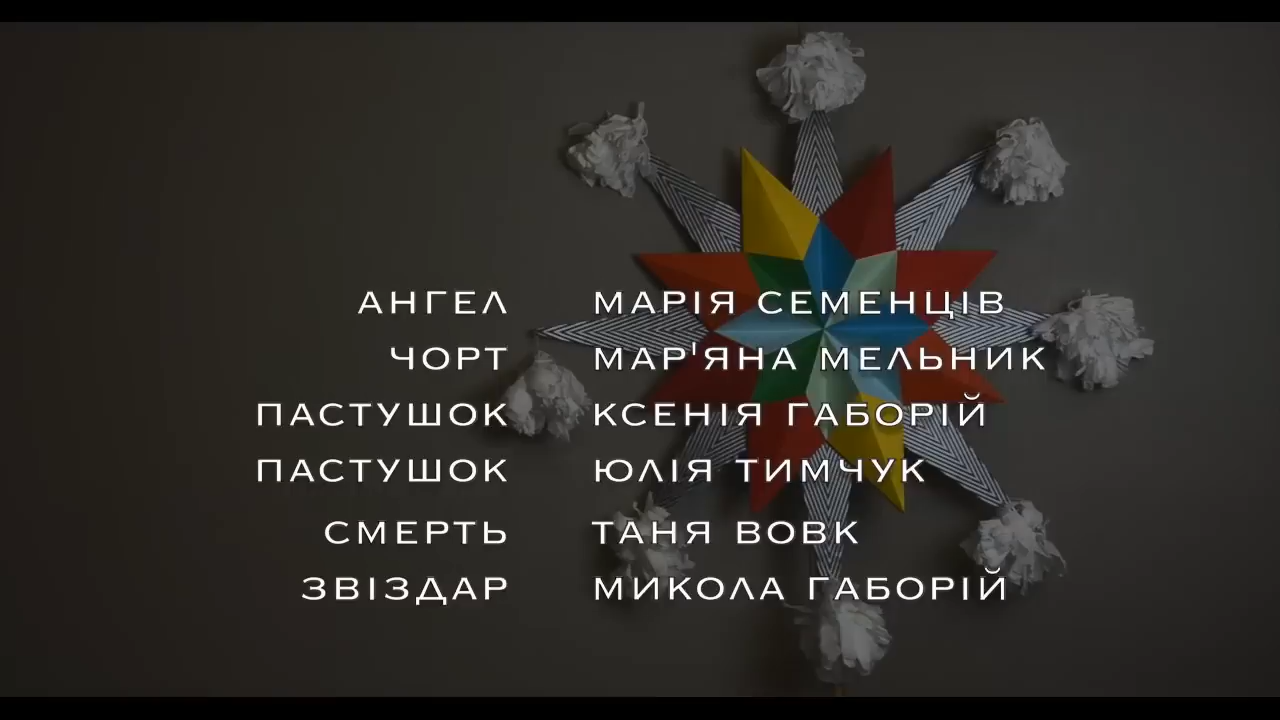 АНГЕЛ МАРІЯ СЕМЕНЦІВ
ЧОРТ МАР'ЯНА МЕЛЬНИК
ПАСТУШОК КСЕНІЯ ГАБОРІЙ
ПАСТУШОК ЮЛІЯ ТИМЧУК
СМЕРТЬ ТАНЯ ВОВК
ЗВІЗДАР МИКОЛА ГАБОРІЙ